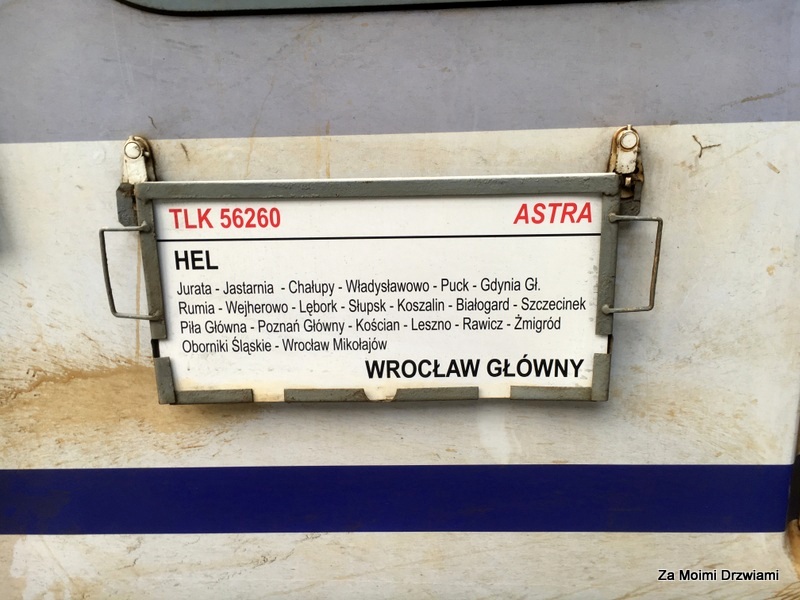 TLK 56260 ASTRA
HEL
Jurata - Jastarnia - Chałupy - Władysławowo - Puck - Gdynia Gł.
Rumia - Wejherowo - Lębork - Słupsk - Koszalin - Białogard - Szczecinek
Piła Główna - Poznań Główny - Kościan - Leszno - Rawicz - Żmigród
Oborniki Śląskie - Wrocław Mikołajów
WROCŁAW GŁÓWNY
Za Moimi Drzwiami